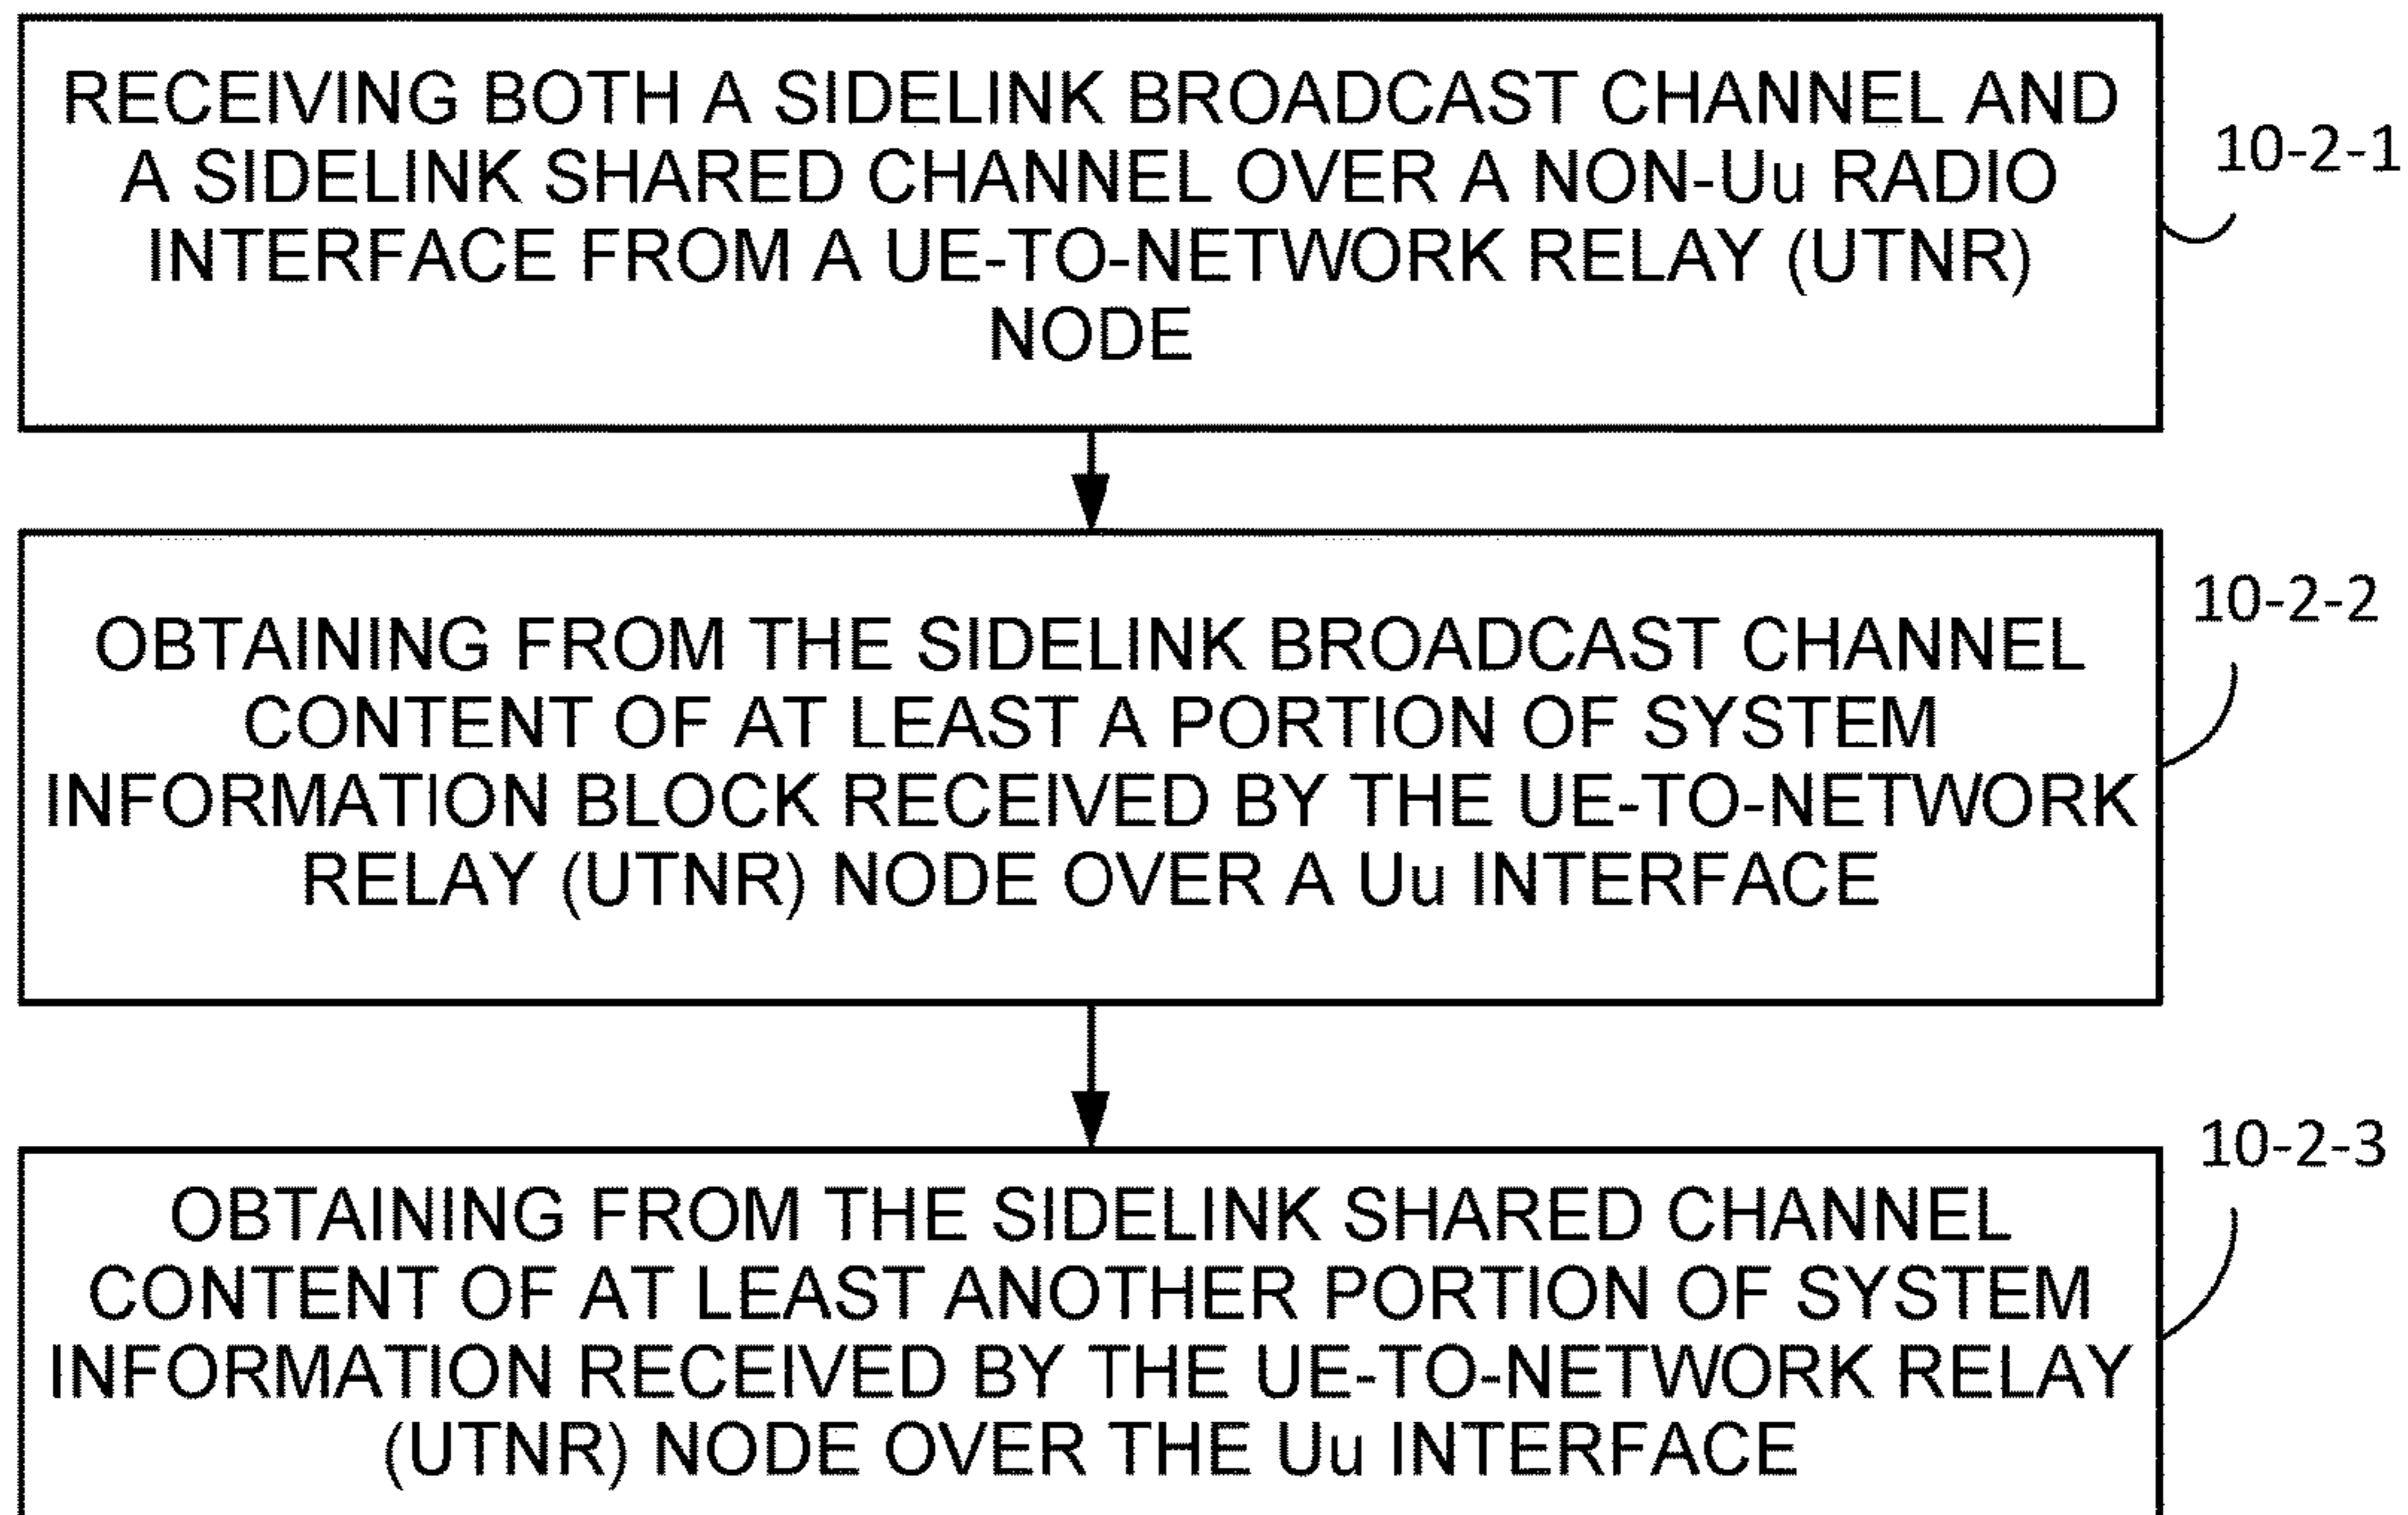 RECEIVING BOTH A SIDELINK BROADCAST CHANNEL AND
A SIDELINK SHARED CHANNEL OVER A NON-Uu RADIO
INTERFACE FROM A UE-TO-NETWORK RELAY (UTNR)
NODE
10-2-1
OBTAINING FROM THE SIDELINK BROADCAST CHANNEL
CONTENT OF AT LEAST A PORTION OF SYSTEM
INFORMATION BLOCK RECEIVED BY THE UE-TO-NETWORK
RELAY (UTNR) NODE OVER A Uu INTERFACE
10-2-2
OBTAINING FROM THE SIDELINK SHARED CHANNEL
CONTENT OF AT LEAST ANOTHER PORTION OF SYSTEM
INFORMATION RECEIVED BY THE UE-TO-NETWORK RELAY
(UTNR) NODE OVER THE Uu INTERFACE
10-2-3